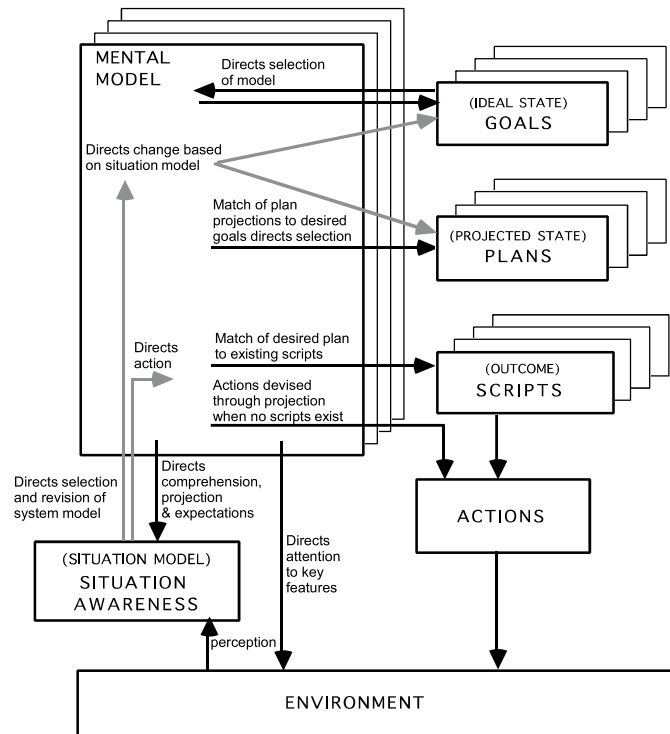 MENTAL
MODEL
Directs selection
of model
(IDEAL STATE)
GOALS
Directs change based
on situation model
Match of plan
projections to desired
goals directs selection
(PROJECTED STATE)
PLANS
Directs
action
Match of desired plan
to existing scripts
(OUTCOME)
SCRIPTS
Actions devised
through projection
when no scripts exist
Directs selection
and revision of
system model
Directs
comprehension,
projection
& expectations
ACTIONS
Directs
attention
to key
features
(SITUATION MODEL)
SITUATION
AWARENESS
perception
ENVIRONMENT